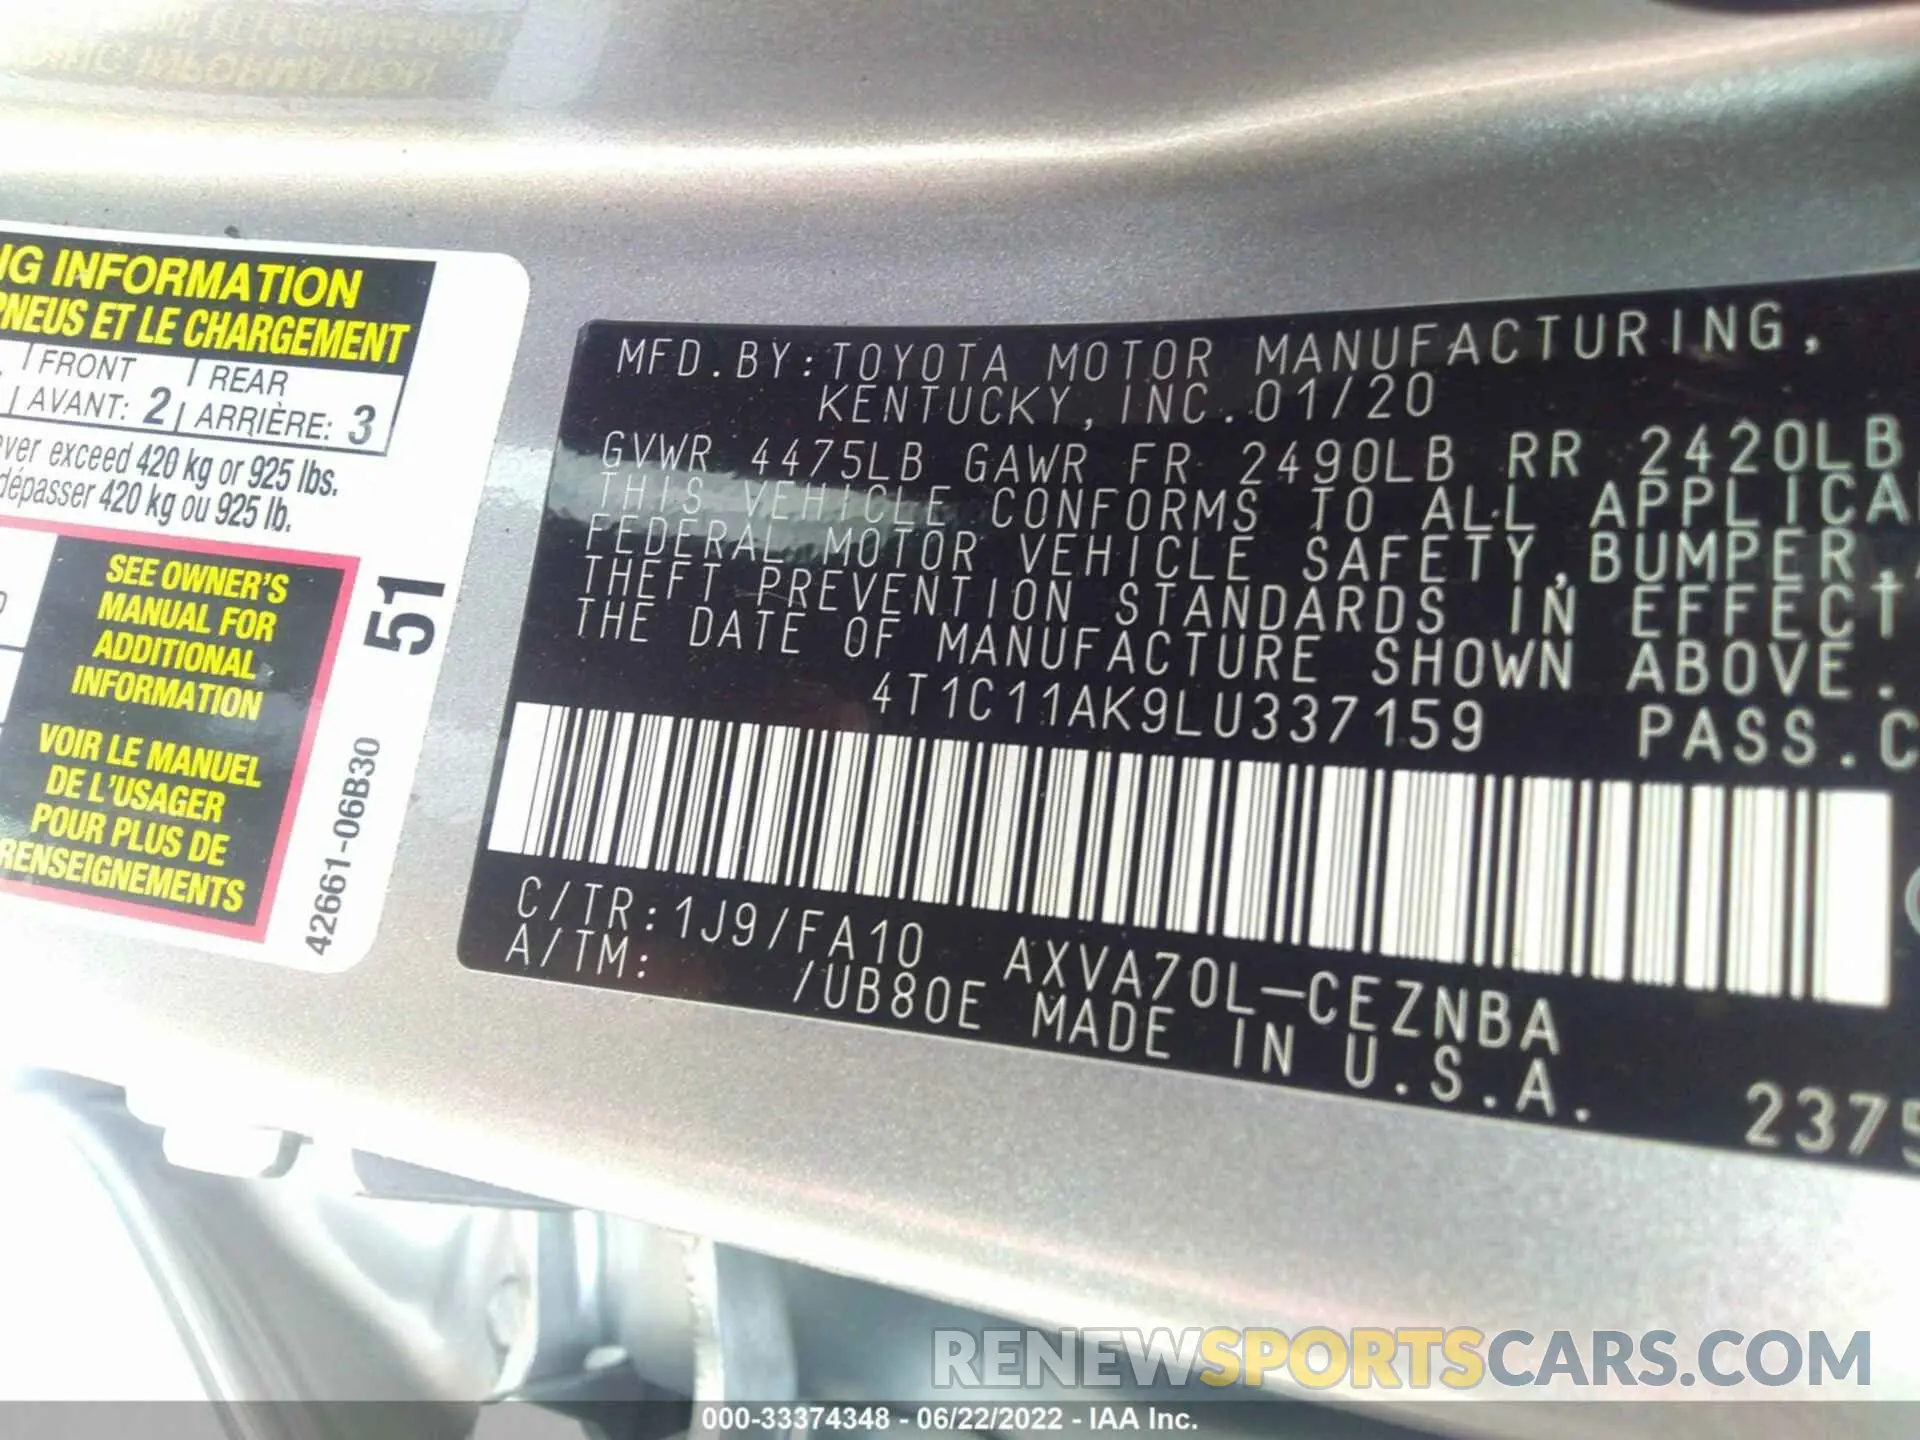 NG INFORMATION
PNEUS ET LE CHARGEMENT
FRONT REAR
AVANT: 2 ARRIÈRE: 3
ever exceed 420 kg or 925 lbs.
dépasser 420 kg ou 925 lb.
SEE OWNER'S
MANUAL FOR
ADDITIONAL
INFORMATION
VOIR LE MANUEL
DE L'USAGER
POUR PLUS DE
RENSEIGNEMENTS
51
42661-06B30
MFD.BY:TOYOTA MOTOR MANUFACTURING,
KENTUCKY,INC.01/20
GVWR 4475LB GAWR FR 2490LB RR 2420LB
THIS VEHICLE CONFORMS TO ALL APPLICA
FEDERAL MOTOR VEHICLE SAFETY,BUMPER,
THEFT PREVENTION STANDARDS IN EFFECT
THE DATE OF MANUFACTURE SHOWN ABOVE.
4T1C11AK9LU337159 PASS.C
C/TR:1J9/FA10 AXVA70L-CEZNBA
A/TM: /UB80E MADE IN U.S.A.
2375
RENEWSPORTSCARS.COM
000-33374348 - 06/22/2022 - IAA Inc.